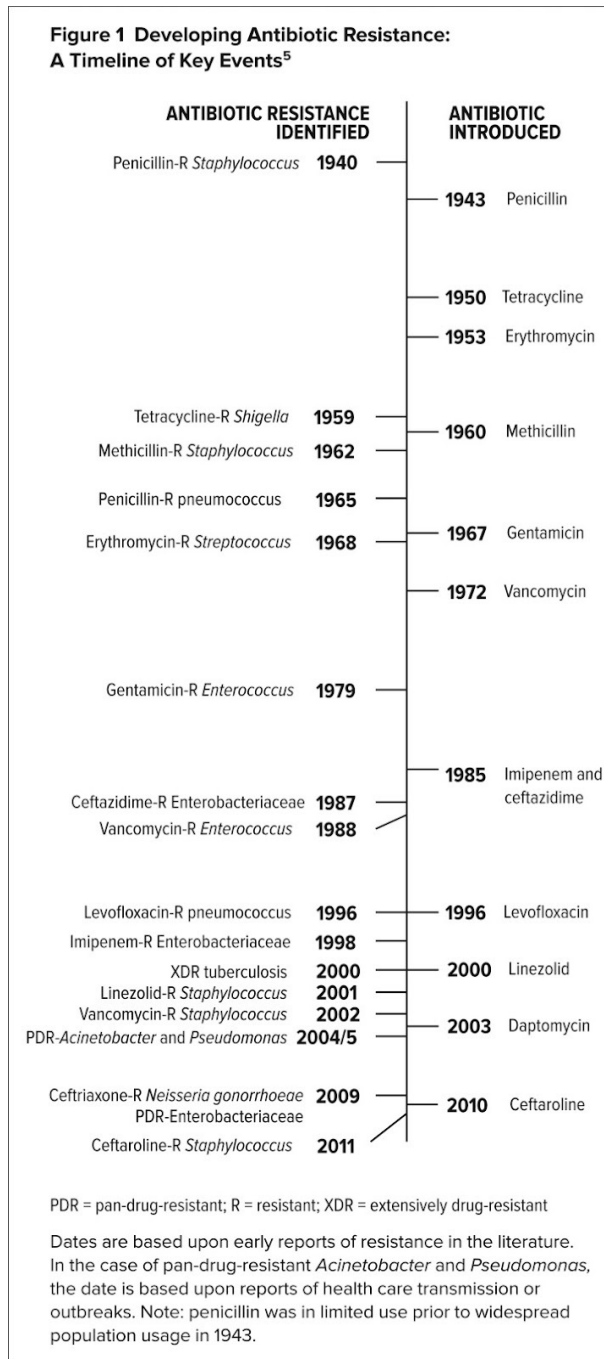 Figure 1 Developing Antibiotic Resistance:
A Timeline of Key Events5
ANTIBIOTIC RESISTANCE
IDENTIFIED
ANTIBIOTIC
INTRODUCED
Penicillin-R Staphylococcus 1940
1943 Penicillin
1950 Tetracycline
1953 Erythromycin
Tetracycline-R Shigella 1959
1960 Methicillin
Methicillin-R Staphylococcus 1962
Penicillin-R pneumococcus 1965
1967 Gentamicin
Erythromycin-R Streptococcus 1968
1972 Vancomycin
Gentamicin-R Enterococcus 1979
1985 Imipenem and
ceftazidime
Ceftazidime-R Enterobacteriaceae 1987
Vancomycin-R Enterococcus 1988
Levofloxacin-R pneumococcus 1996
1996 Levofloxacin
Imipenem-R Enterobacteriaceae 1998
XDR tuberculosis 2000
2000 Linezolid
Linezolid-R Staphylococcus 2001
Vancomycin-R Staphylococcus 2002
2003 Daptomycin
PDR-Acinetobacter and Pseudomonas 2004/5
Ceftriaxone-R Neisseria gonorrhoeae 2009
PDR-Enterobacteriaceae
2010 Ceftaroline
Ceftaroline-R Staphylococcus 2011
PDR = pan-drug-resistant; R = resistant; XDR = extensively drug-resistant
Dates are based upon early reports of resistance in the literature.
In the case of pan-drug-resistant Acinetobacter and Pseudomonas,
the date is based upon reports of health care transmission or
outbreaks. Note: penicillin was in limited use prior to widespread
population usage in 1943.